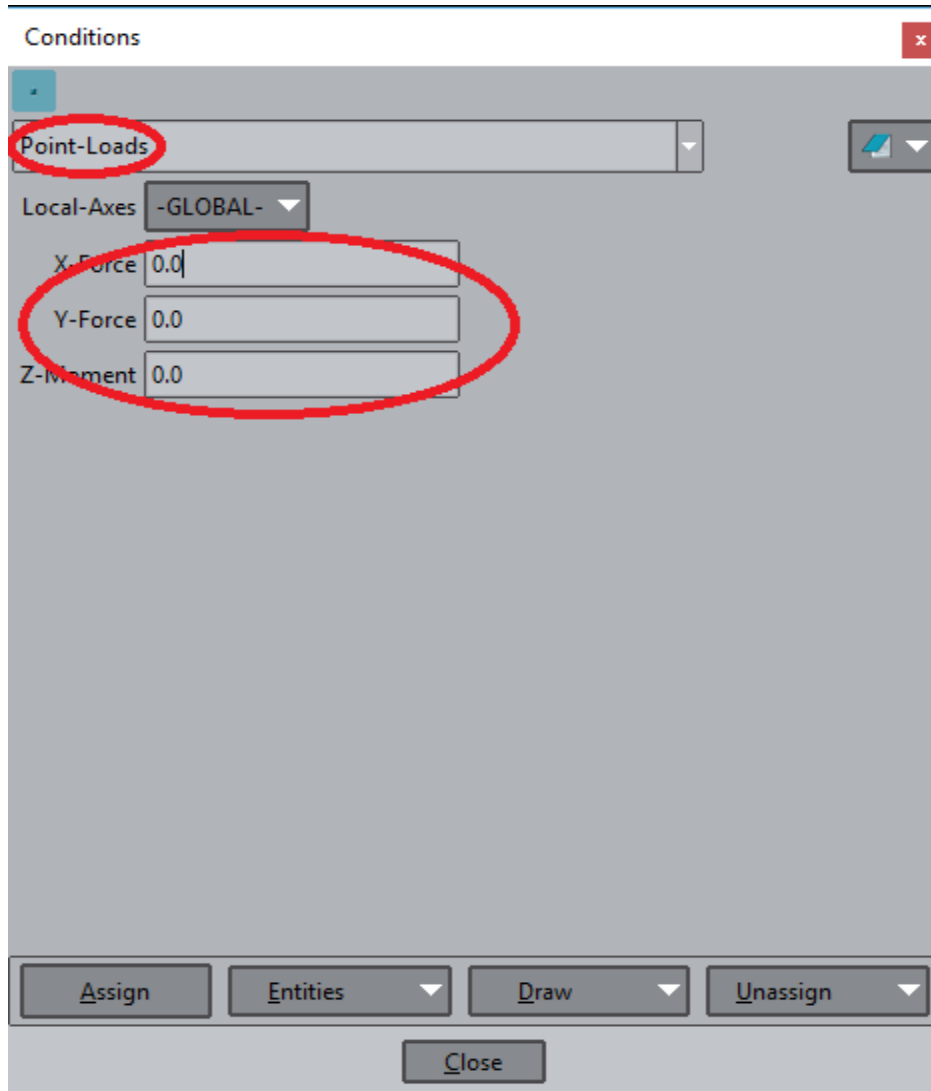 Conditions
x
Point-Loads
Local-Axes -GLOBAL-
X-Force 0.0
Y-Force 0.0
Z-Moment 0.0
Assign Entities Draw Unassign
Close